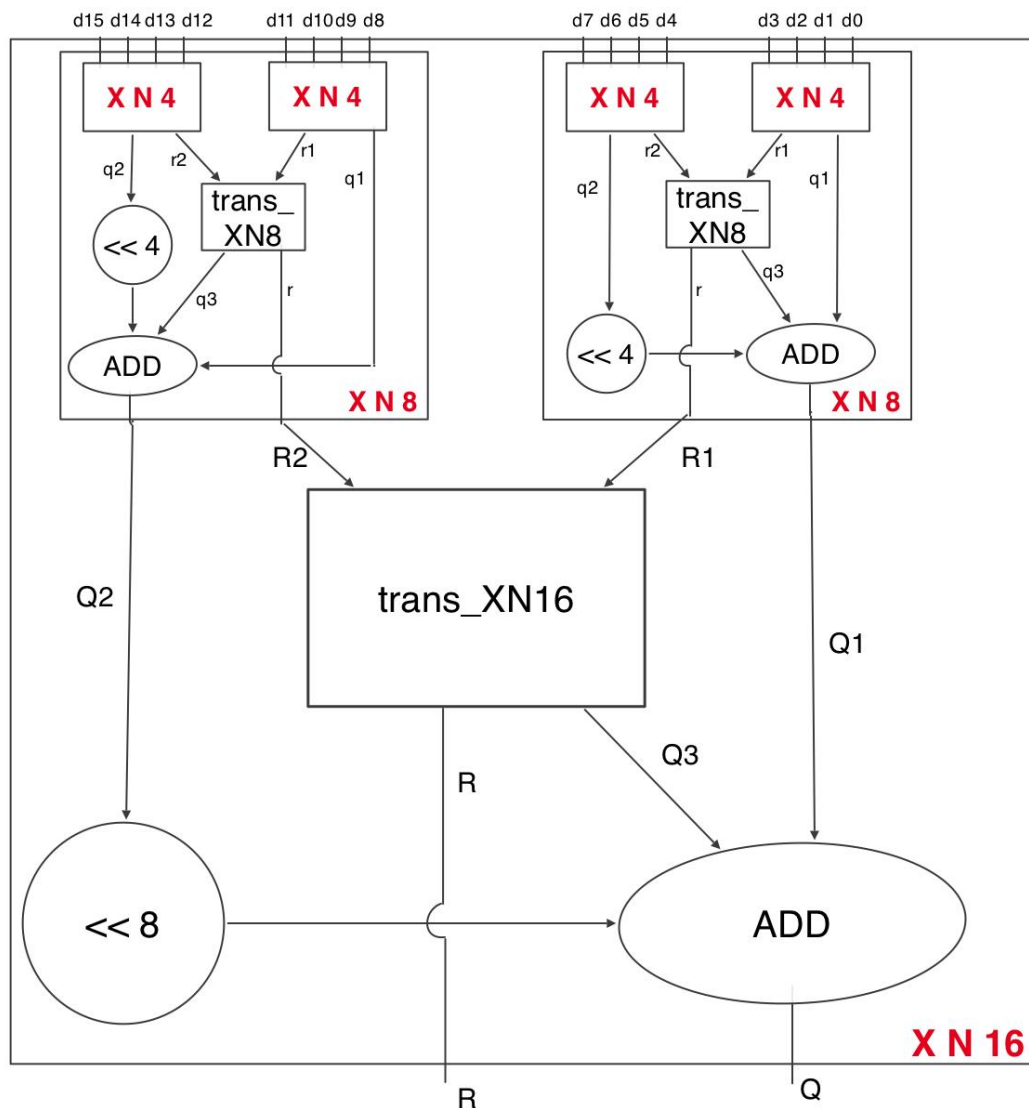 d15 d14 d13 d12 d11 d10 d9 d8 d7 d6 d5 d4 d3 d2 d1 d0
X N 4 X N 4 X N 4 X N 4
q2 r2 r1 q1 q2 r2 r1 q1
trans_
XN8
trans_
XN8
<< 4
q3 r r q3
ADD << 4 ADD
X N 8 X N 8
R2 R1
trans_XN16
Q2
Q1
R Q3
<< 8 ADD
X N 16
R Q